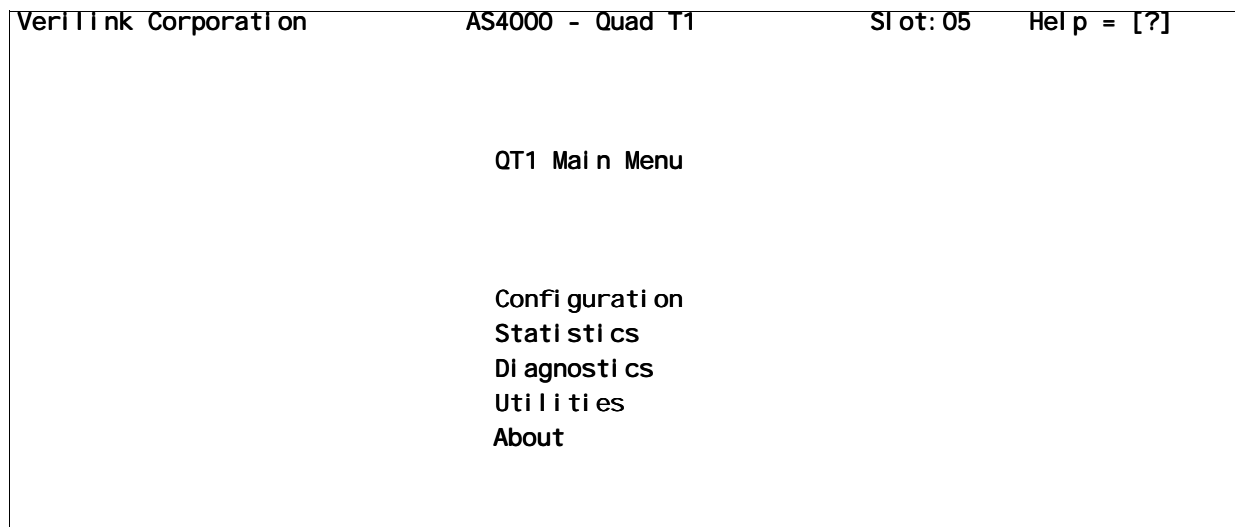 Verilink Corporation AS4000 - Quad T1 Slot:05 Help = [?]
QT1 Main Menu
Configuration
Statistics
Diagnostics
Utilities
About